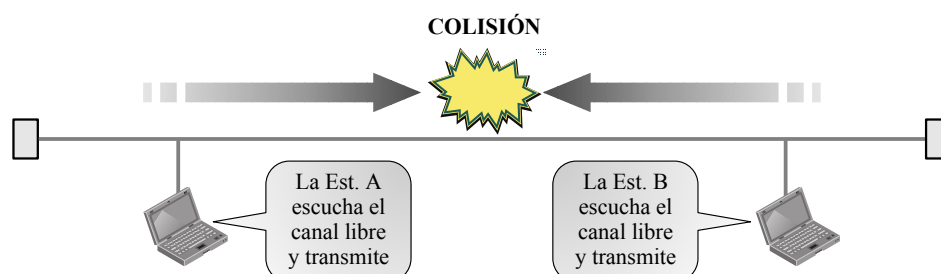 COLISIÓN
La Est. A
escucha el
canal libre
y transmite
La Est. B
escucha el
canal libre
y transmite